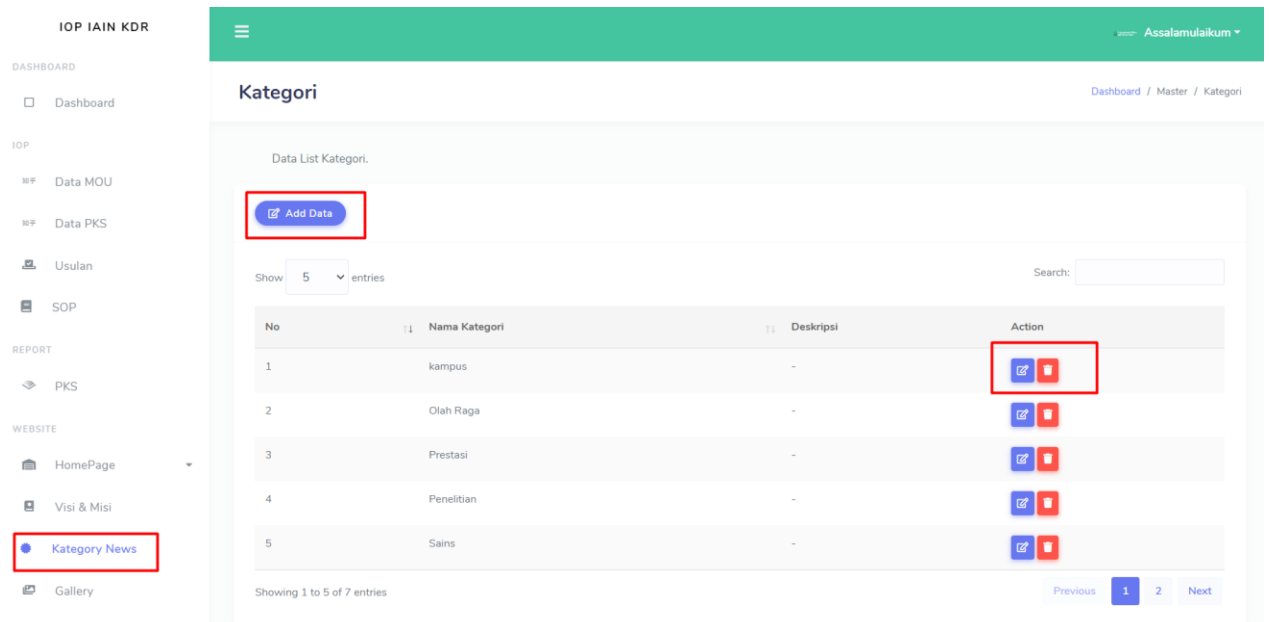 IOP IAIN KDR
Assalamulaikum
DASHBOARD
Dashboard
IOP
Data MOU
Data PKS
Usulan
SOP
REPORT
PKS
WEBSITE
HomePage
Visi & Misi
Kategory News
Gallery
Kategori
Dashboard / Master / Kategori
Data List Kategori.
Add Data
Show 5 entries
Search:
No Nama Kategori Deskripsi Action
1 kampus -
2 Olah Raga -
3 Prestasi -
4 Penelitian -
5 Sains -
Showing 1 to 5 of 7 entries
Previous 1 2 Next